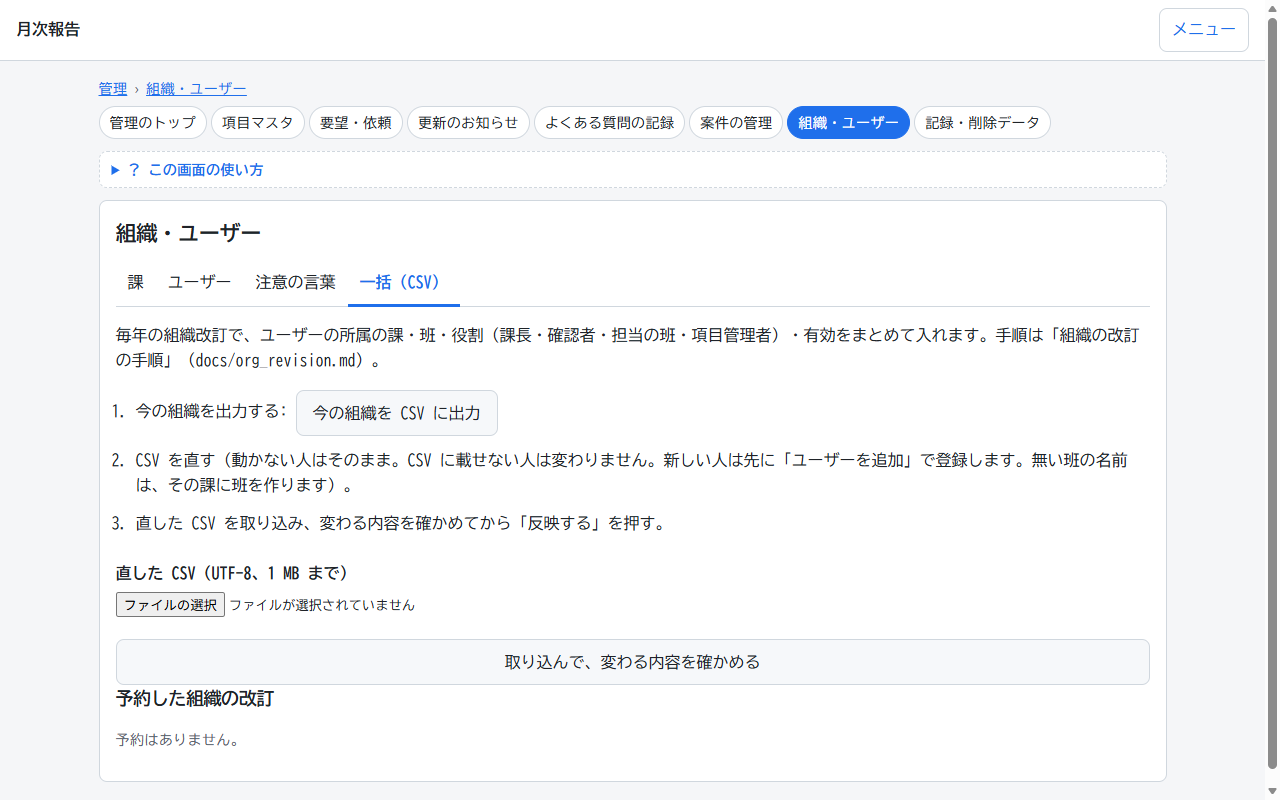 月次報告
メニュー
管理 › 組織・ユーザー
管理のトップ 項目マスタ 要望・依頼 更新のお知らせ よくある質問の記録 案件の管理 組織・ユーザー 記録・削除データ
▶ ? この画面の使い方
組織・ユーザー
課 ユーザー 注意の言葉 一括（CSV）
毎年の組織改訂で、ユーザーの所属の課・班・役割（課長・確認者・担当の班・項目管理者）・有効をまとめて入れます。手順は「組織の改訂
の手順」（docs/org_revision.md）。
1. 今の組織を出力する: 今の組織を CSV に出力
2. CSV を直す（動かない人はそのまま。CSV に載せない人は変わりません。新しい人は先に「ユーザーを追加」で登録します。無い班の名前
は、その課に班を作ります）。
3. 直した CSV を取り込み、変わる内容を確かめてから「反映する」を押す。
直した CSV（UTF-8、1 MB まで）
ファイルの選択 ファイルが選択されていません
取り込んで、変わる内容を確かめる
予約した組織の改訂
予約はありません。